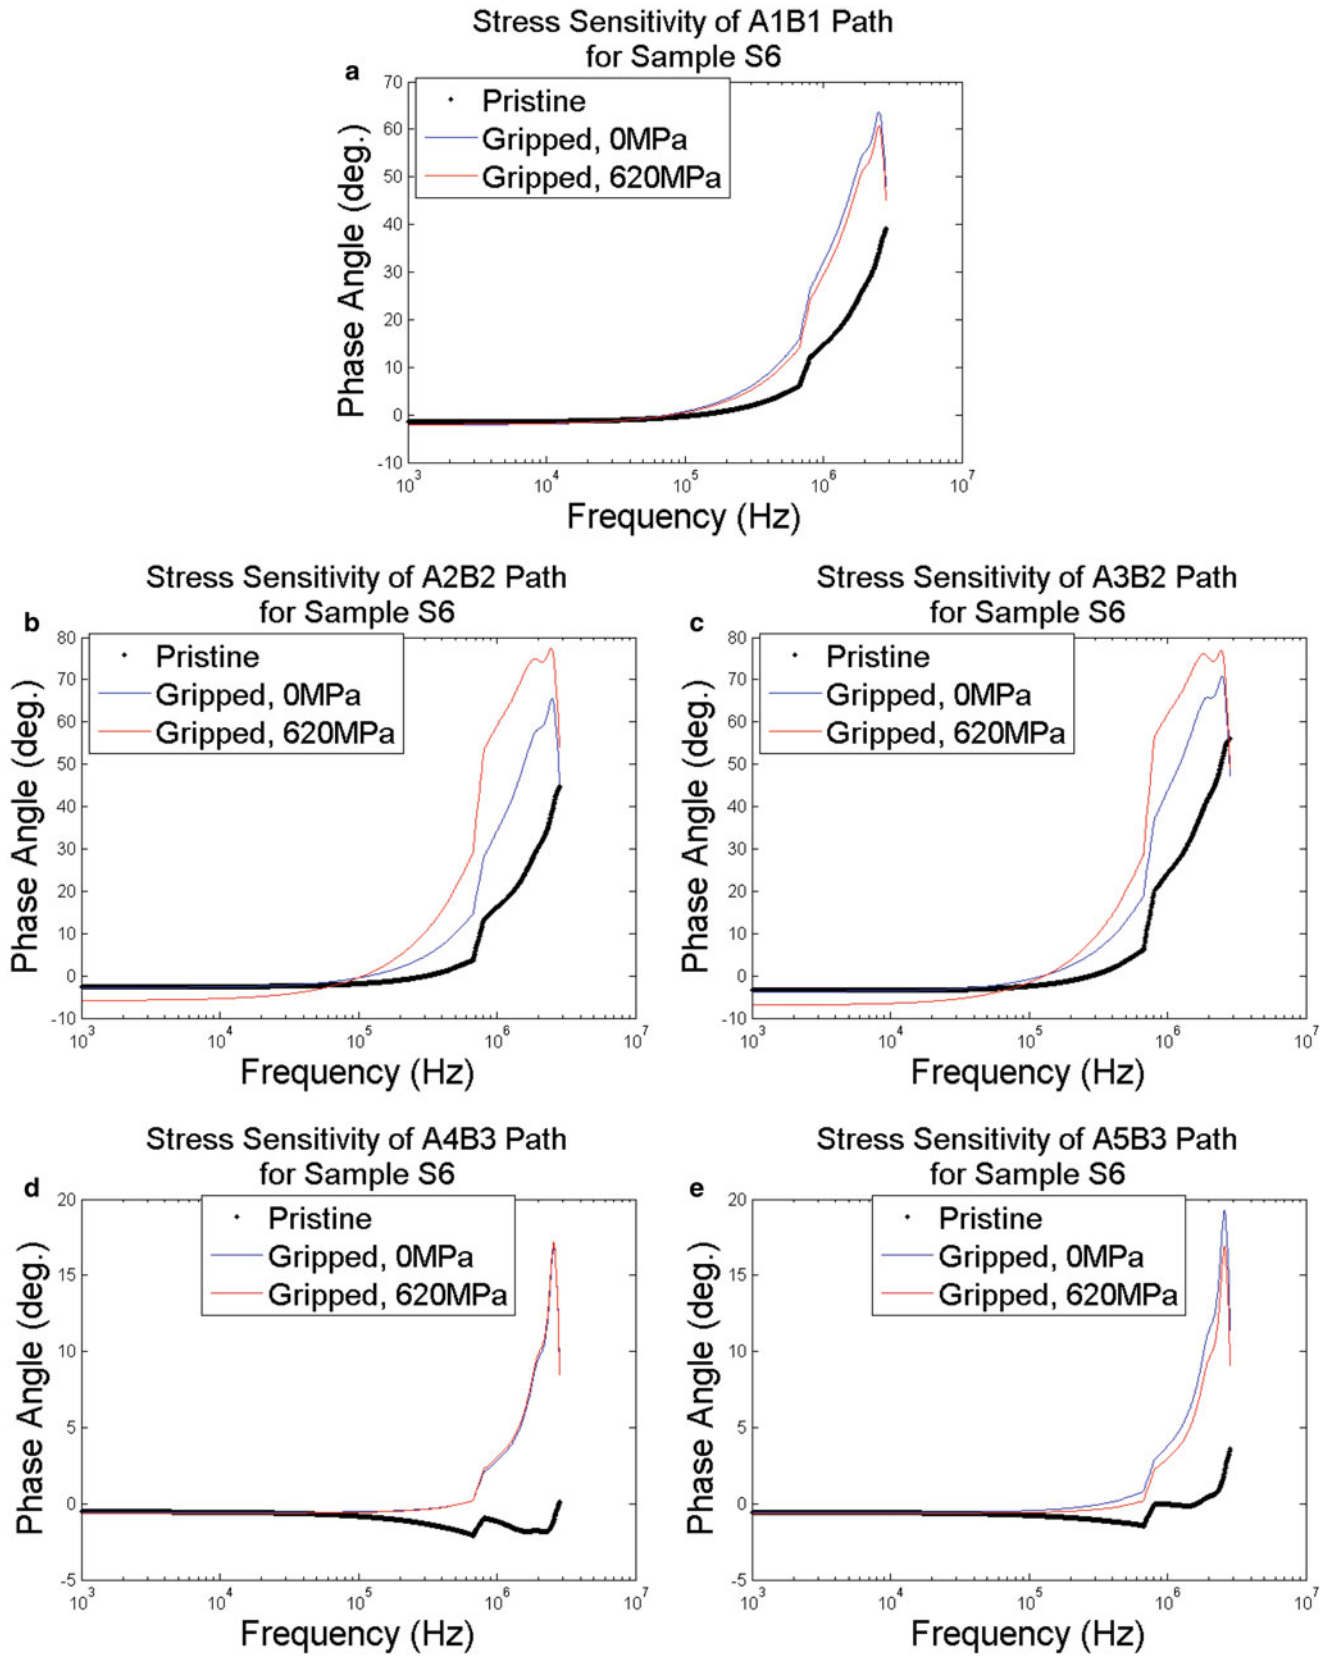 Stress Sensitivity of A1B1 Path
for Sample S6
a
Pristine
Gripped, 0MPa
Gripped, 620MPa
Phase Angle (deg.)
70
60
50
40
30
20
10
0
-10
10^3
10^4
10^5
10^6
10^7
Frequency (Hz)
Stress Sensitivity of A2B2 Path
for Sample S6
b
Pristine
Gripped, 0MPa
Gripped, 620MPa
Phase Angle (deg.)
80
70
60
50
40
30
20
10
0
-10
10^3
10^4
10^5
10^6
10^7
Frequency (Hz)
Stress Sensitivity of A3B2 Path
for Sample S6
c
Pristine
Gripped, 0MPa
Gripped, 620MPa
Phase Angle (deg.)
80
70
60
50
40
30
20
10
0
-10
10^3
10^4
10^5
10^6
10^7
Frequency (Hz)
Stress Sensitivity of A4B3 Path
for Sample S6
d
Pristine
Gripped, 0MPa
Gripped, 620MPa
Phase Angle (deg.)
20
15
10
5
0
-5
10^3
10^4
10^5
10^6
10^7
Frequency (Hz)
Stress Sensitivity of A5B3 Path
for Sample S6
e
Pristine
Gripped, 0MPa
Gripped, 620MPa
Phase Angle (deg.)
20
15
10
5
0
-5
10^3
10^4
10^5
10^6
10^7
Frequency (Hz)